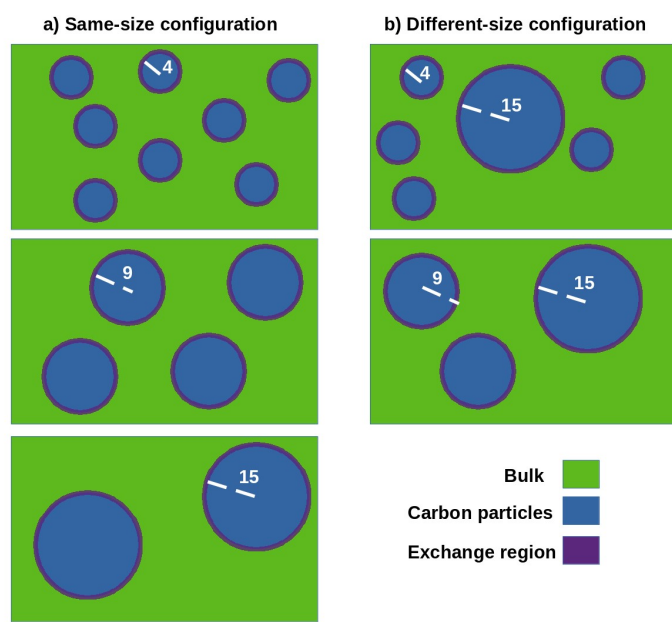 a) Same-size configuration
b) Different-size configuration
4
4
15
9
9
15
15
Bulk
Carbon particles
Exchange region